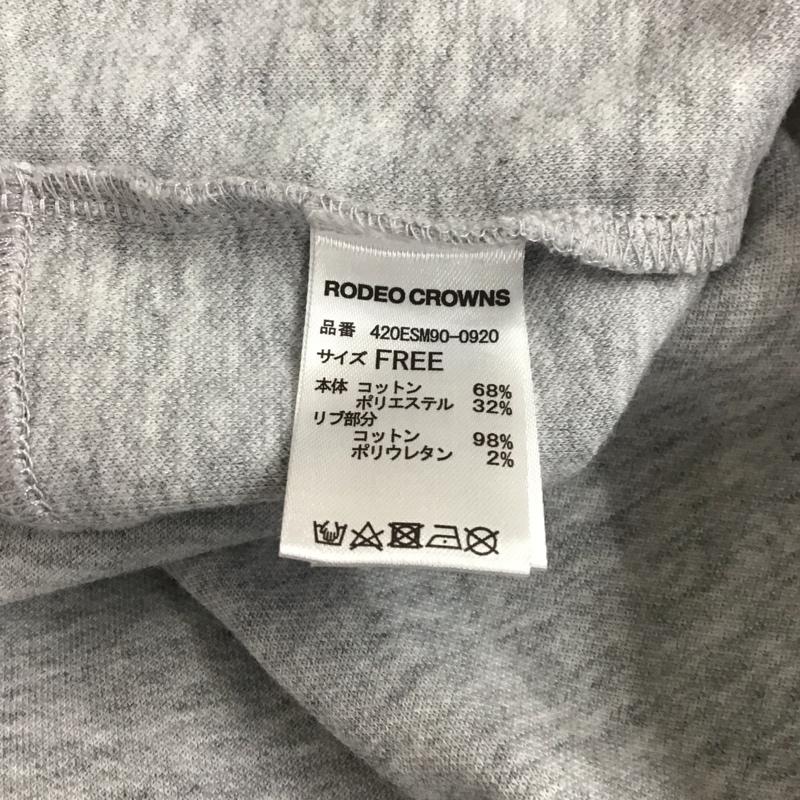 RODEO CROWNS
品番 420ESM90-0920
サイズ FREE
本体 コットン 68%
ポリエステル 32%
リブ部分
コットン 98%
ポリウレタン 2%